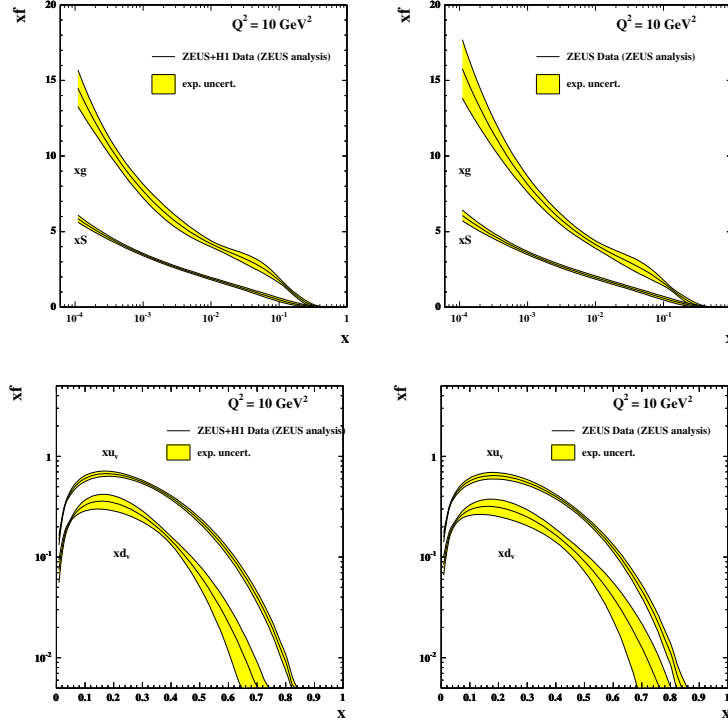 xf
Q² = 10 GeV²
ZEUS+H1 Data (ZEUS analysis)
exp. uncert.
xg
xS
20
15
10
5
0
10⁻⁴ 10⁻³ 10⁻² 10⁻¹ 1
x
xf
Q² = 10 GeV²
ZEUS Data (ZEUS analysis)
exp. uncert.
xg
xS
20
15
10
5
0
10⁻⁴ 10⁻³ 10⁻² 10⁻¹
x
xf
Q² = 10 GeV²
ZEUS+H1 Data (ZEUS analysis)
exp. uncert.
xuᵥ
xdᵥ
1
10⁻¹
10⁻²
0 0.1 0.2 0.3 0.4 0.5 0.6 0.7 0.8 0.9 1
x
xf
Q² = 10 GeV²
ZEUS Data (ZEUS analysis)
exp. uncert.
xuᵥ
xdᵥ
1
10⁻¹
10⁻²
0 0.1 0.2 0.3 0.4 0.5 0.6 0.7 0.8 0.9 1
x